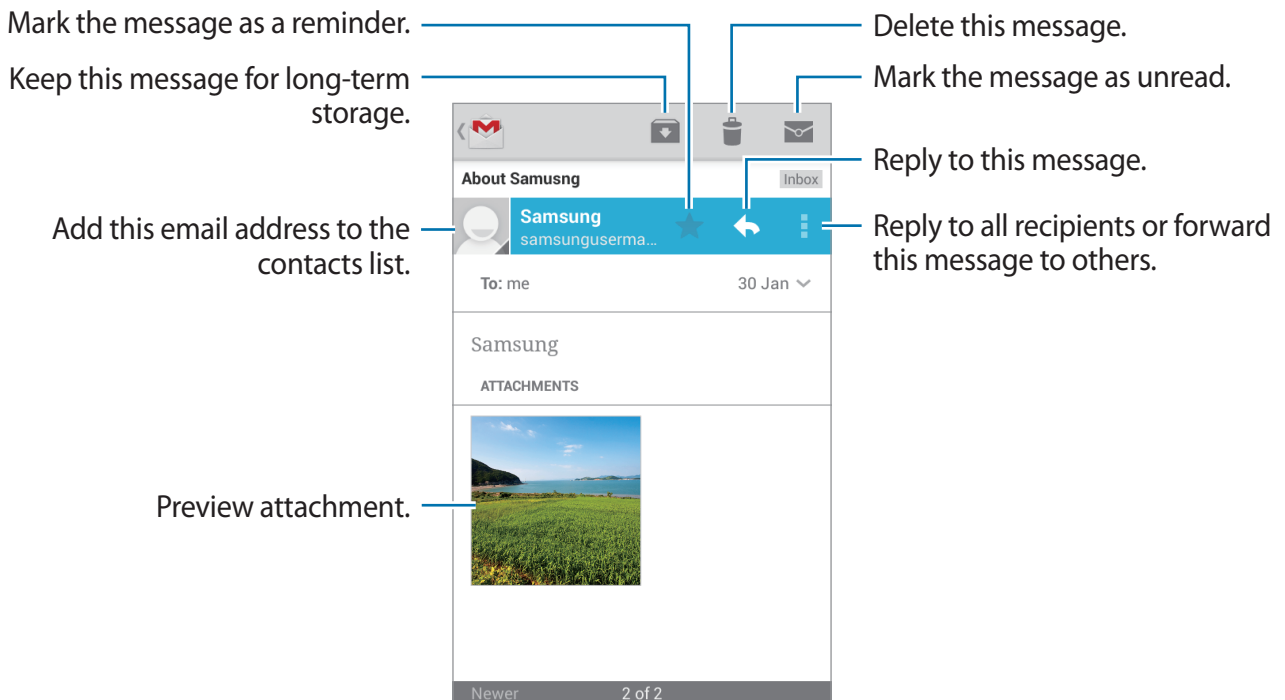 Mark the message as a reminder.
Keep this message for long-term
storage.
Add this email address to the
contacts list.
Preview attachment.
Delete this message.
Mark the message as unread.
Reply to this message.
Reply to all recipients or forward
this message to others.
About Samusng
Inbox
Samsung
samsunguserma...
To: me
30 Jan
Samsung
ATTACHMENTS
Newer
2 of 2